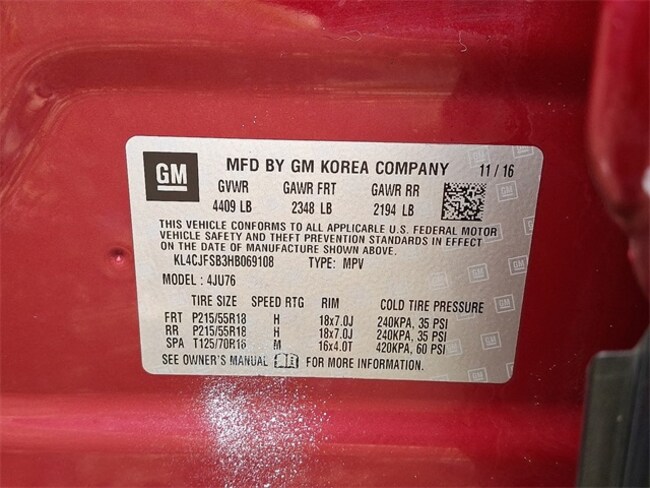 GM
MFD BY GM KOREA COMPANY 11 / 16
GVWR GAWR FRT GAWR RR
4409 LB 2348 LB 2194 LB
THIS VEHICLE CONFORMS TO ALL APPLICABLE U.S. FEDERAL MOTOR
VEHICLE SAFETY AND THEFT PREVENTION STANDARDS IN EFFECT
ON THE DATE OF MANUFACTURE SHOWN ABOVE.
KL4CJFSB3HB069108 TYPE: MPV
MODEL : 4JU76
TIRE SIZE SPEED RTG RIM COLD TIRE PRESSURE
FRT P215/55R18 H 18x7.0J 240KPA, 35 PSI
RR P215/55R18 H 18x7.0J 240KPA, 35 PSI
SPA T125/70R16 M 16x4.0T 420KPA, 60 PSI
SEE OWNER'S MANUAL FOR MORE INFORMATION.